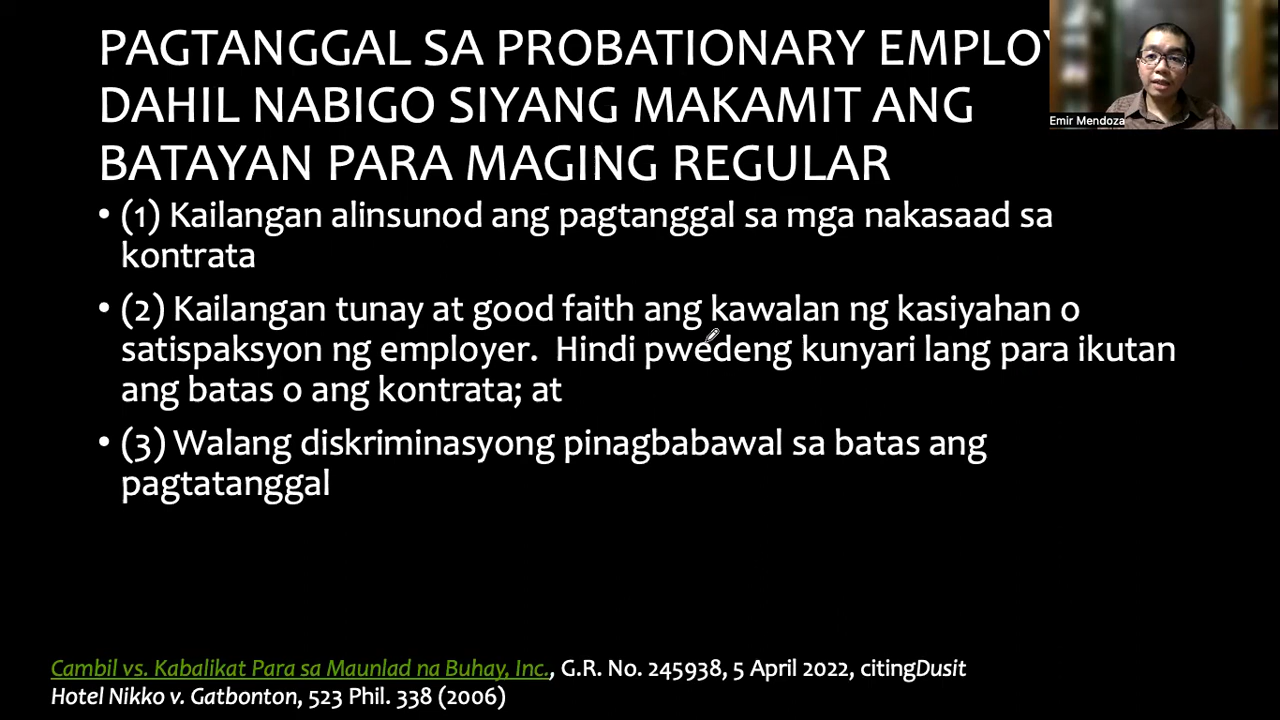 PAGTANGGAL SA PROBATIONARY
DAHIL NABIGO SIYANG MAKAMIT ANG
BATAYAN PARA MAGING REGULAR
Emir Mendoza
• (1) Kailangan alinsunod ang pagtanggal sa mga nakasaad sa
kontrata
• (2) Kailangan tunay at good faith ang kawalan ng kasiyahan o
satispaksyon ng employer. Hindi pwedeng kunyari lang para ikutan
ang batas o ang kontrata; at
• (3) Walang diskriminasyong pinagbabawal sa batas ang
pagtatanggal
Cambil vs. Kabalikat Para sa Maunlad na Buhay, Inc., G.R. No. 245938, 5 April 2022, citingDusit
Hotel Nikko v. Gatbonton, 523 Phil. 338 (2006)